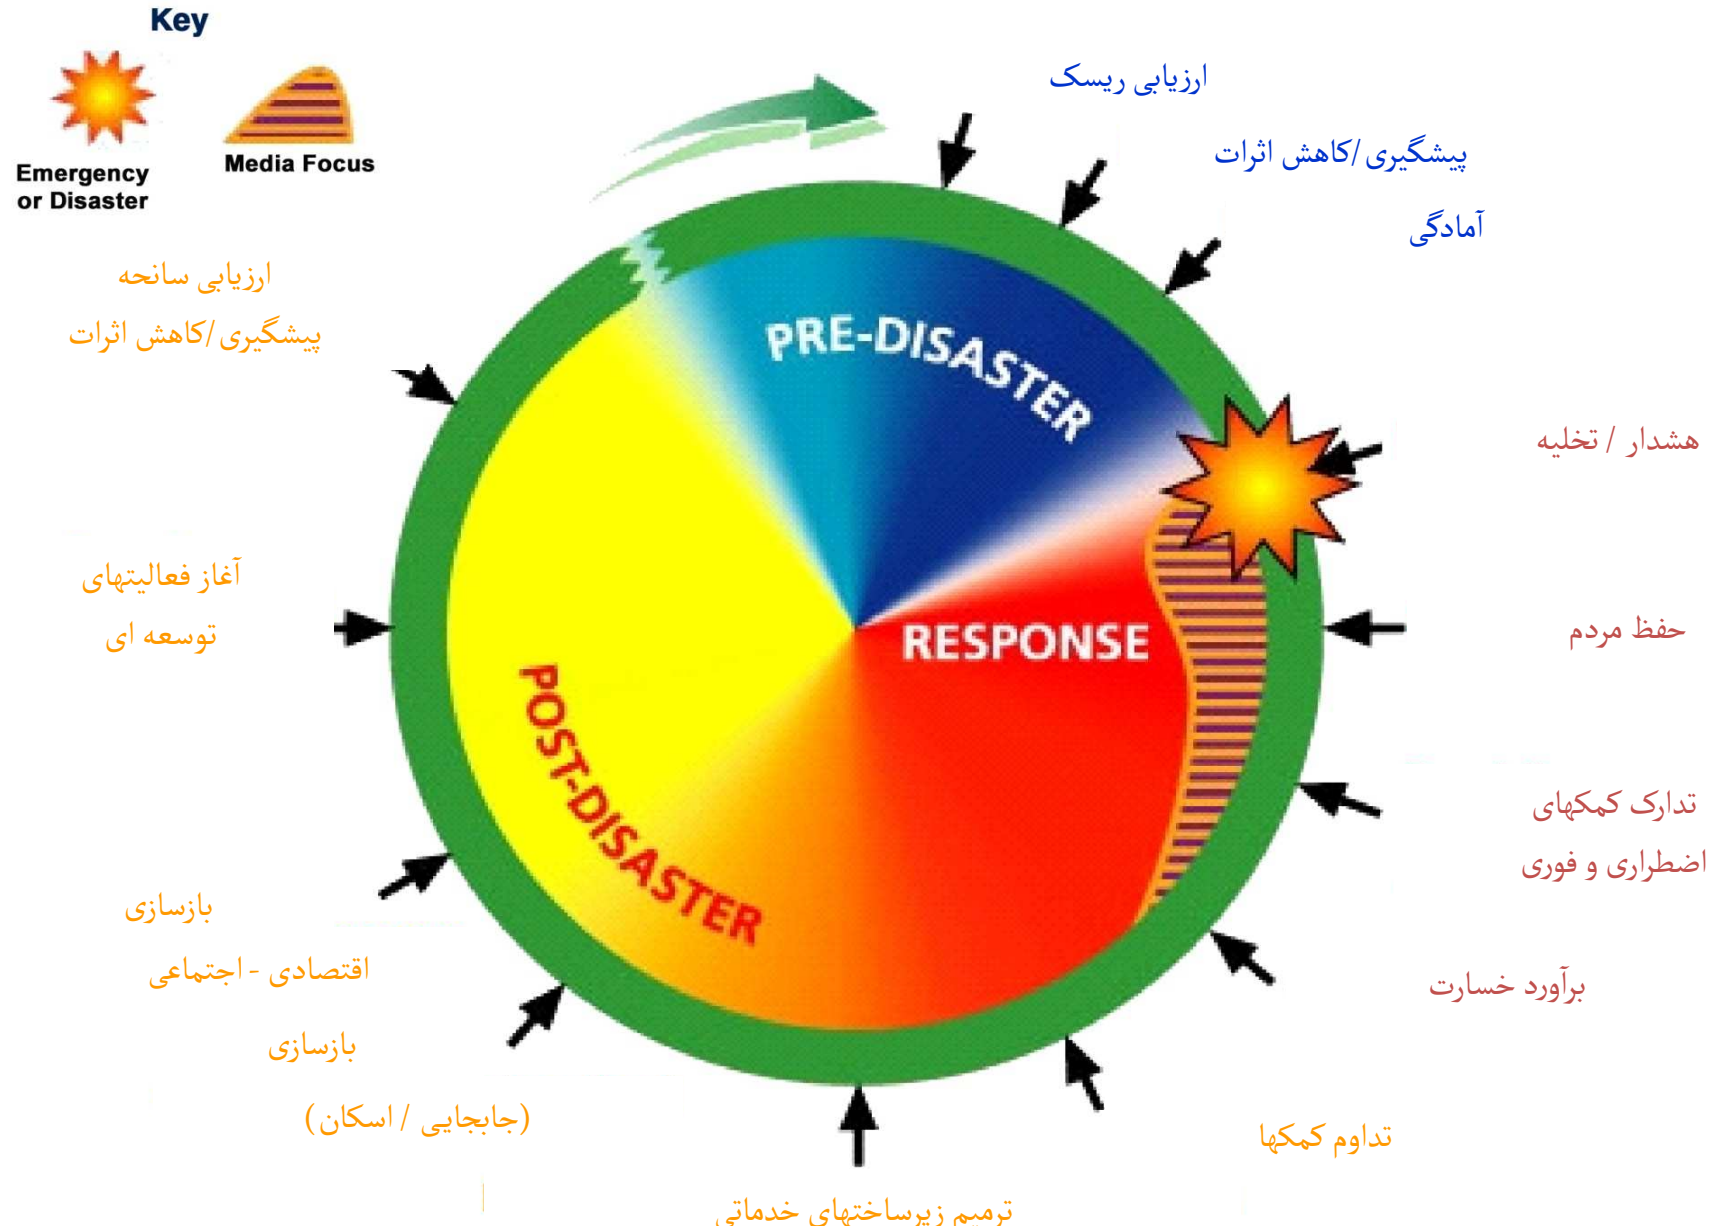 Key
Emergency
or Disaster
Media Focus
ارزیابی ریسک
پیشگیری/کاهش اثرات
آمادگی
هشدار / تخلیه
حفظ مردم
تدارک کمکهای
اضطراری و فوری
برآورد خسارت
تداوم کمکها
ترمیم زیرساختهای خدماتی
بازسازی
(جابجایی / اسکان)
بازسازی
اقتصادی - اجتماعی
آغاز فعالیتهای
توسعه ای
ارزیابی سانحه
پیشگیری/کاهش اثرات
PRE-DISASTER
RESPONSE
POST-DISASTER